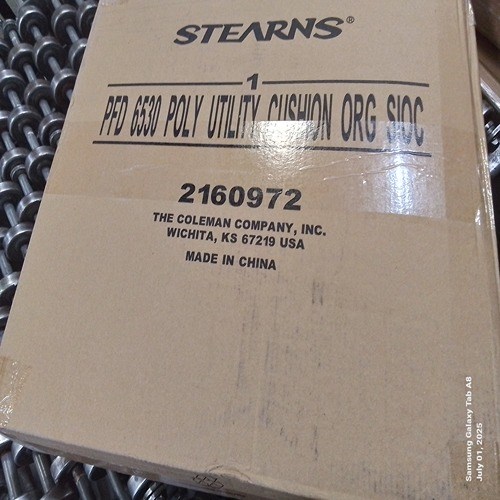 STEARNS®
1
PFD 6530 POLY UTILITY CUSHION ORG SIOC
2160972
THE COLEMAN COMPANY, INC.
WICHITA, KS 67219 USA
MADE IN CHINA
Samsung Galaxy Tab A8
July 01, 2025